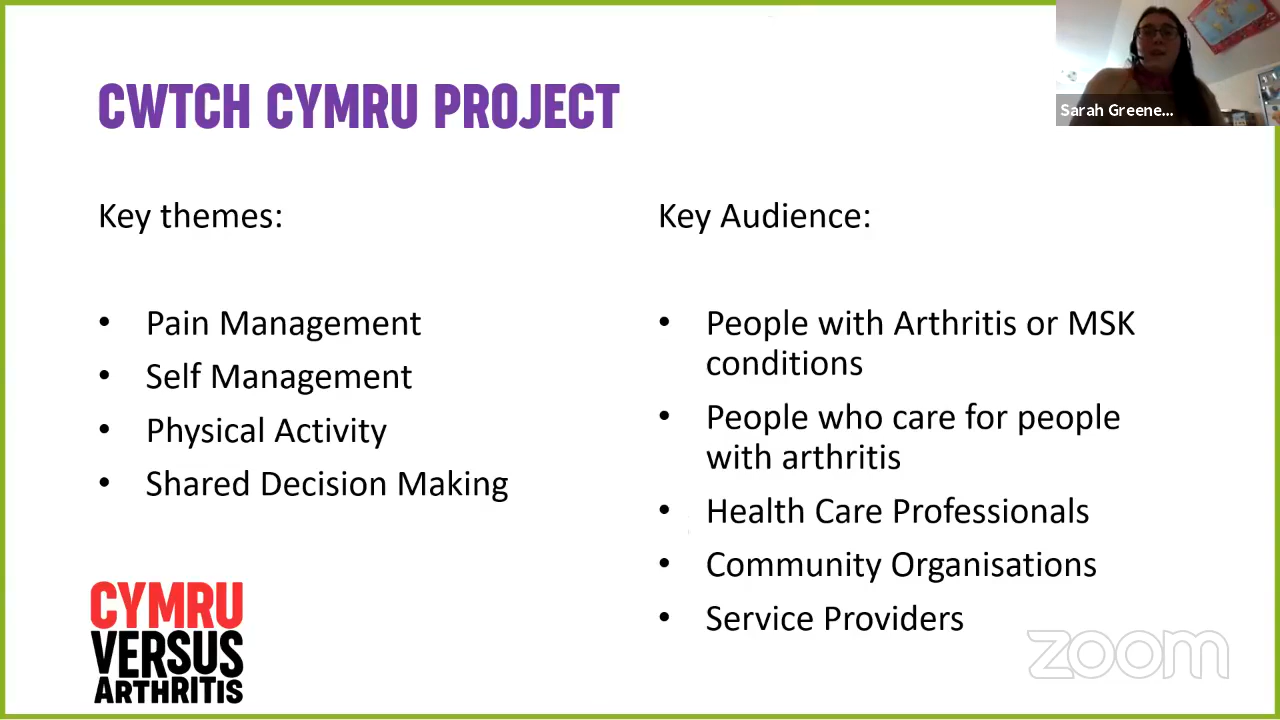 CWTCH CYMRU PROJECT
Sarah Greene...
Key themes:
• Pain Management
• Self Management
• Physical Activity
• Shared Decision Making
Key Audience:
• People with Arthritis or MSK
conditions
• People who care for people
with arthritis
• Health Care Professionals
• Community Organisations
• Service Providers
CYMRU
VERSUS
ARTHRITIS
zoom